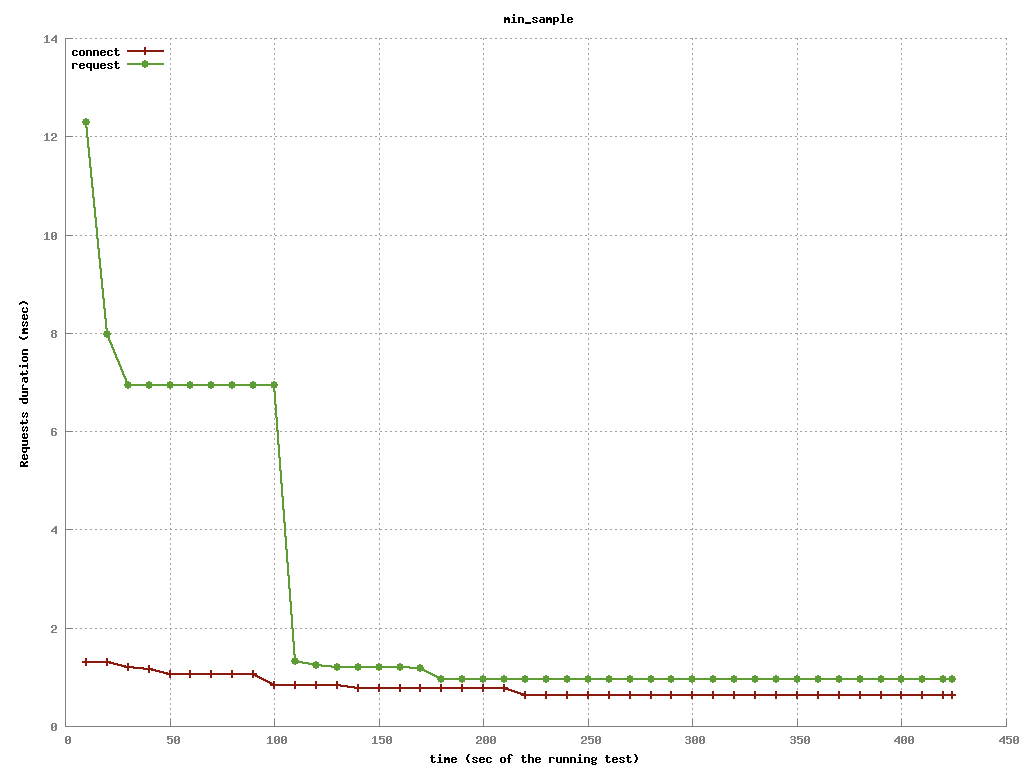 min_sample
14
connect
request
12
10
8
6
4
2
0
Requests duration (msec)
0 50 100 150 200 250 300 350 400 450
time (sec of the running test)